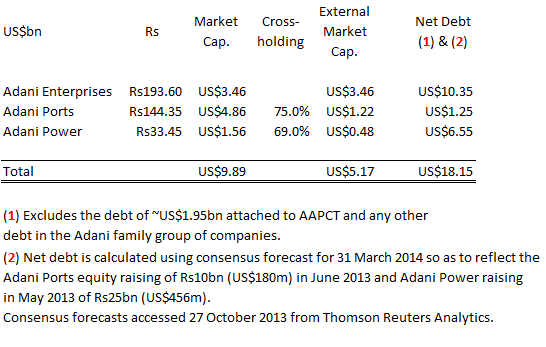 US$bn Rs Market Cap. Cross-holding External Market Cap. Net Debt (1) & (2)
Adani Enterprises Rs193.60 US$3.46 US$3.46 US$10.35
Adani Ports Rs144.35 US$4.86 75.0% US$1.22 US$1.25
Adani Power Rs33.45 US$1.56 69.0% US$0.48 US$6.55
Total US$9.89 US$5.17 US$18.15
(1) Excludes the debt of ~US$1.95bn attached to AAPCT and any other
debt in the Adani family group of companies.
(2) Net debt is calculated using consensus forecast for 31 March 2014 so as to reflect the
Adani Ports equity raising of Rs10bn (US$180m) in June 2013 and Adani Power raising
in May 2013 of Rs25bn (US$456m).
Consensus forecasts accessed 27 October 2013 from Thomson Reuters Analytics.